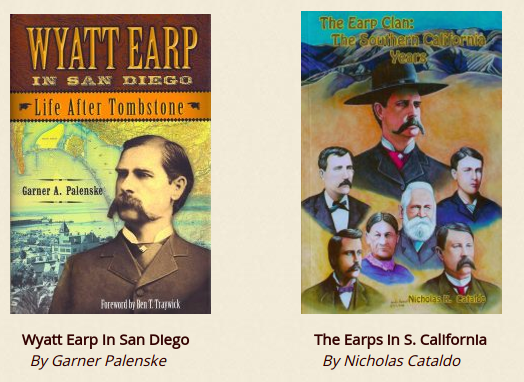 WYATT EARP
IN SAN DIEGO
Life After Tombstone
Garner A. Palenske
Foreword by Ben T. Traywick
Wyatt Earp In San Diego
By Garner Palenske
The Earp Clan:
The Southern California
Years
Nicholas R. Cataldo
The Earps in S. California
By Nicholas Cataldo